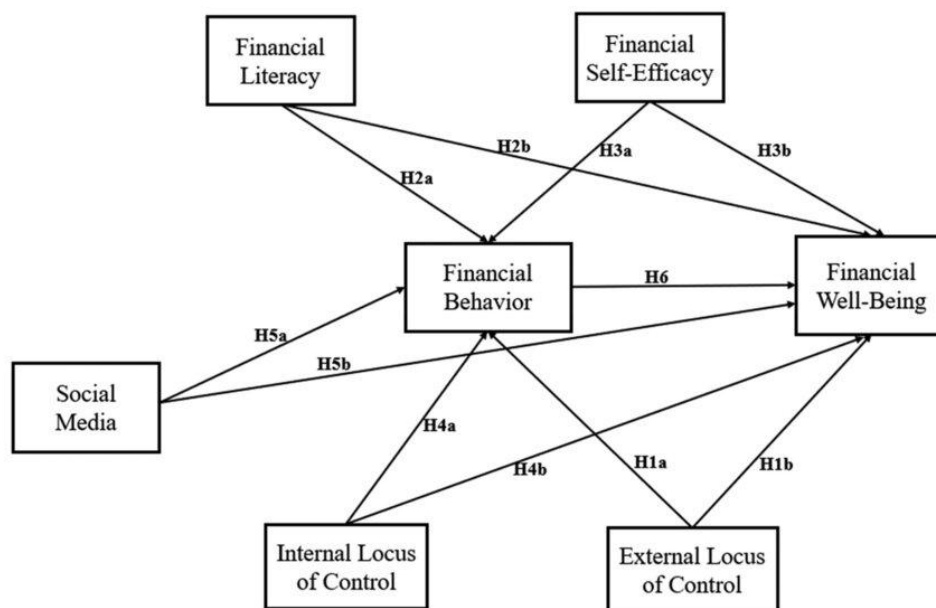 Financial
Literacy
Financial
Self-Efficacy
H2b
H3a
H3b
H2a
Financial
Behavior
H6
Financial
Well-Being
H5a
H5b
Social
Media
H4a
H4b
H1a
H1b
Internal Locus
of Control
External Locus
of Control